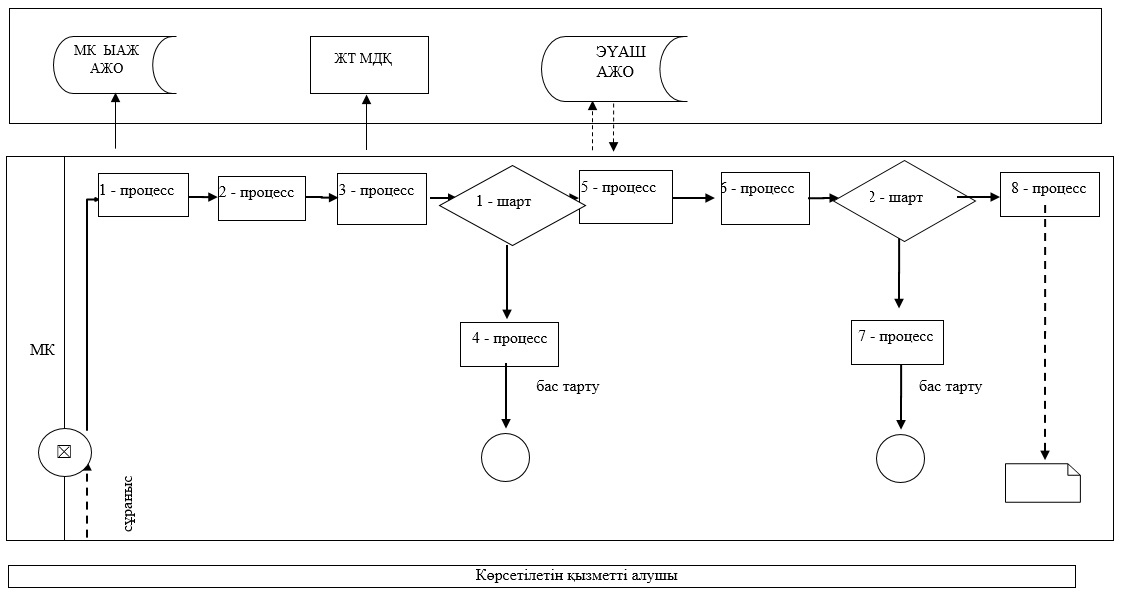 МК ЫАЖ
АЖО
ЖТ МДҚ
ЭҮАШ
АЖО
1 - процесс
2 - процесс
3 - процесс
1 - шарт
5 - процесс
6 - процесс
2 - шарт
8 - процесс
4 - процесс
7 - процесс
МК
бас тарту
бас тарту
сұраныс
Көрсетілетін қызметті алушы